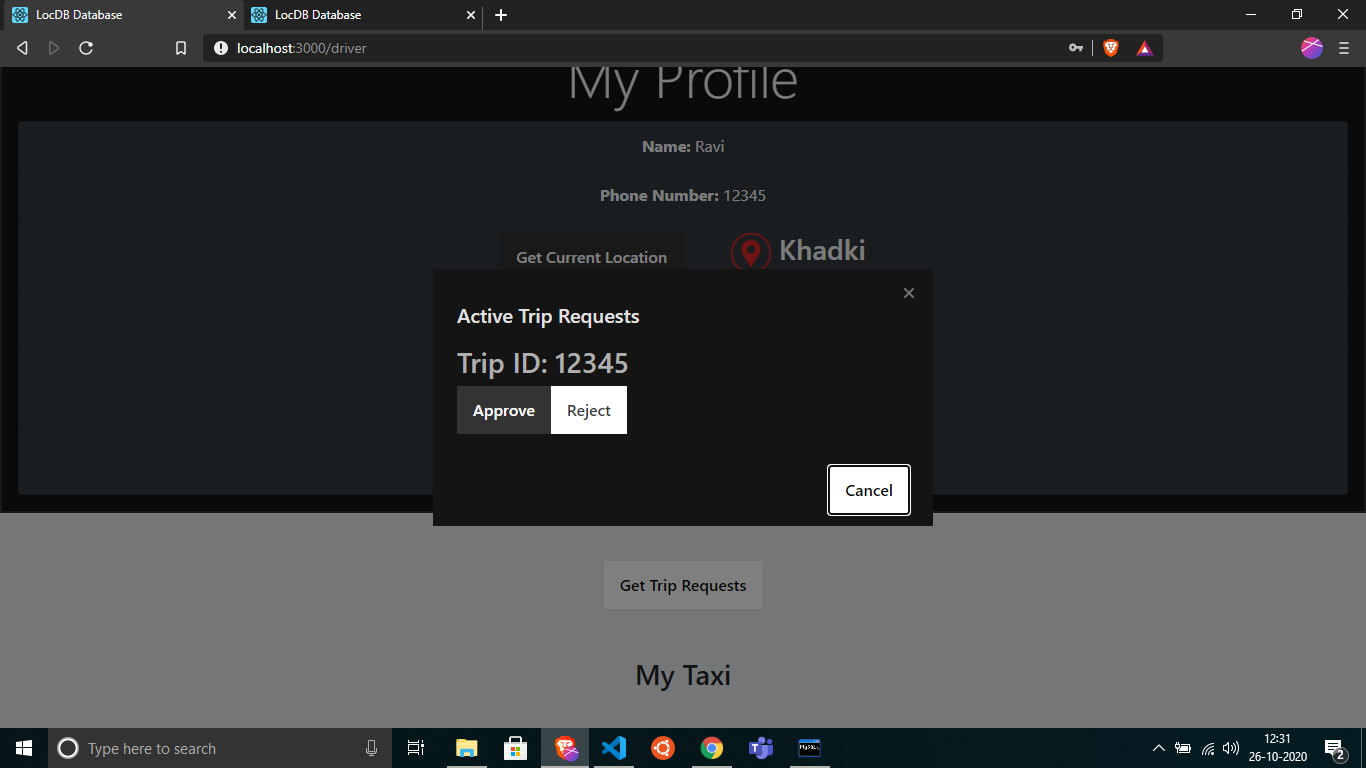 LocDB Database
LocDB Database
localhost:3000/driver
My Profile
Name: Ravi
Phone Number: 12345
Get Current Location
Khadki
Active Trip Requests
Trip ID: 12345
Approve
Reject
Cancel
Get Trip Requests
My Taxi
Type here to search
MySQL
12:31
26-10-2020
2